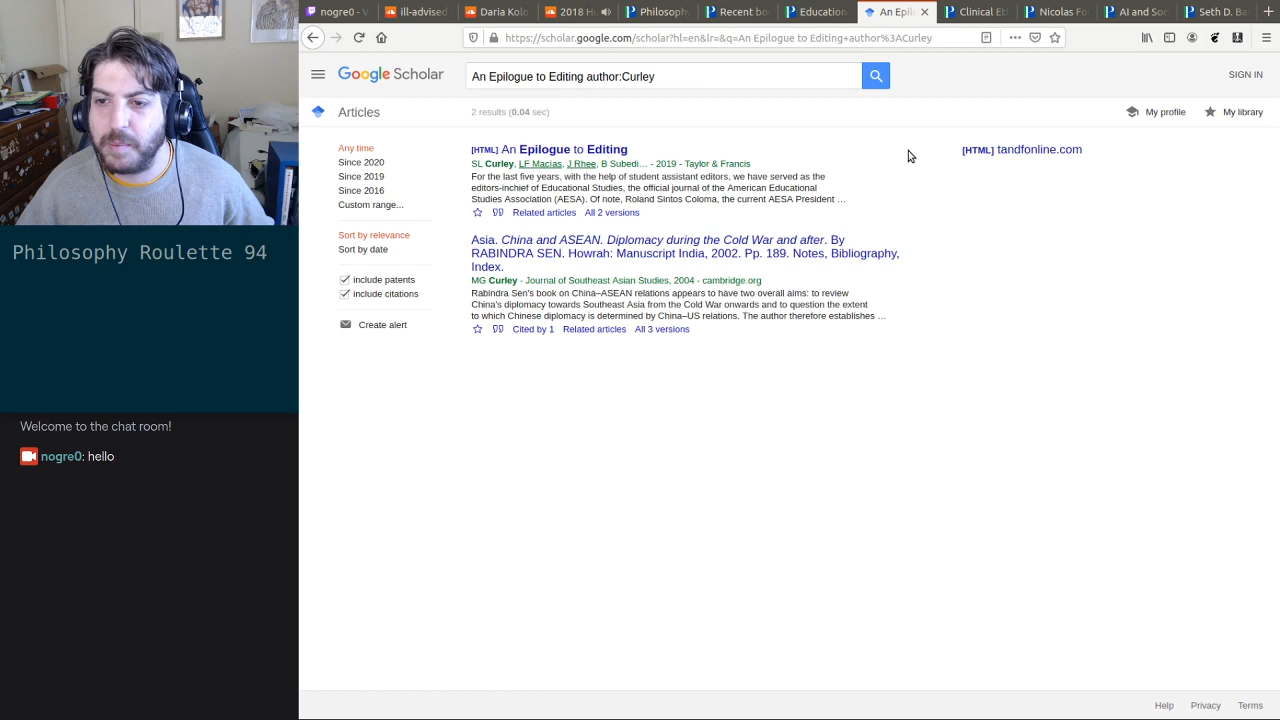 nogre0 - V
ill-advised
Daria Kolo
2018 H
Philosoph
Recent p
Education
An Epil
Clinical E
Nicolas F
AI and So
Seth D. B
https://scholar.google.com/scholar?hl=en&lr=&q=An Epilogue to Editing+author%3ACurley
Google Scholar
An Epilogue to Editing author:Curley
SIGN IN
Articles
2 results (0.04 sec)
My profile
My library
Any time
Since 2020
Since 2019
Since 2016
Custom range...
Sort by relevance
Sort by date
include patents
include citations
Create alert
[HTML] An Epilogue to Editing
SL Curley, LF Macias, J Rhee, B Subedi… - 2019 - Taylor & Francis
For the last five years, with the help of student assistant editors, we have served as the
editors-inchief of Educational Studies, the official journal of the American Educational
Studies Association (AESA). Of note, Roland Sintos Coloma, the current AESA President …
Related articles All 2 versions
[HTML] tandfonline.com
Asia. China and ASEAN. Diplomacy during the Cold War and after. By
RABINDRA SEN. Howrah: Manuscript India, 2002. Pp. 189. Notes, Bibliography,
Index.
MG Curley - Journal of Southeast Asian Studies, 2004 - cambridge.org
Rabindra Sen's book on China–ASEAN relations appears to have two overall aims: to review
China's diplomacy towards Southeast Asia from the Cold War onwards and to question the extent
to which Chinese diplomacy is determined by China–US relations. The author therefore establishes …
Cited by 1 Related articles All 3 versions
Help Privacy Terms
Philosophy Roulette 94
Welcome to the chat room!
nogre0: hello